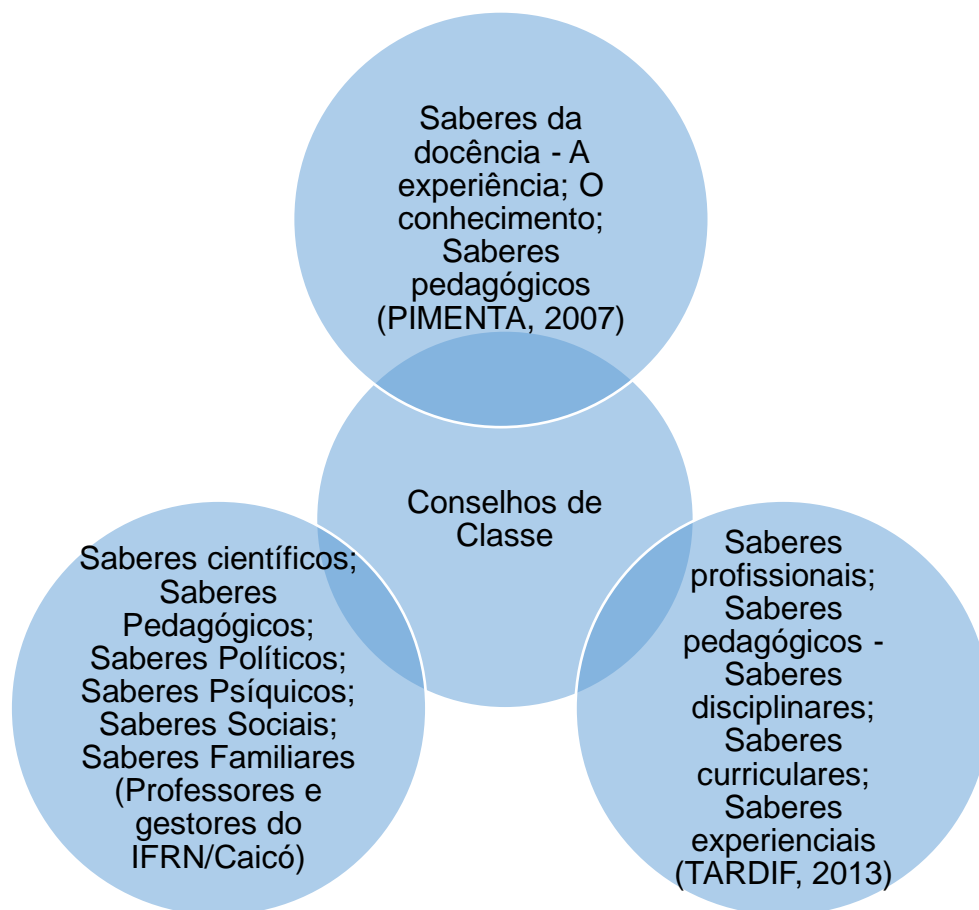 Saberes da
docência - A
experiência; O
conhecimento;
Saberes
pedagógicos
(PIMENTA, 2007)
Conselhos de
Classe
Saberes científicos;
Saberes
Pedagógicos;
Saberes Políticos;
Saberes Psíquicos;
Saberes Sociais;
Saberes Familiares
(Professores e
gestores do
IFRN/Caicó)
Saberes
profissionais;
Saberes
pedagógicos -
Saberes
disciplinares;
Saberes
curriculares;
Saberes
experienciais
(TARDIF, 2013)